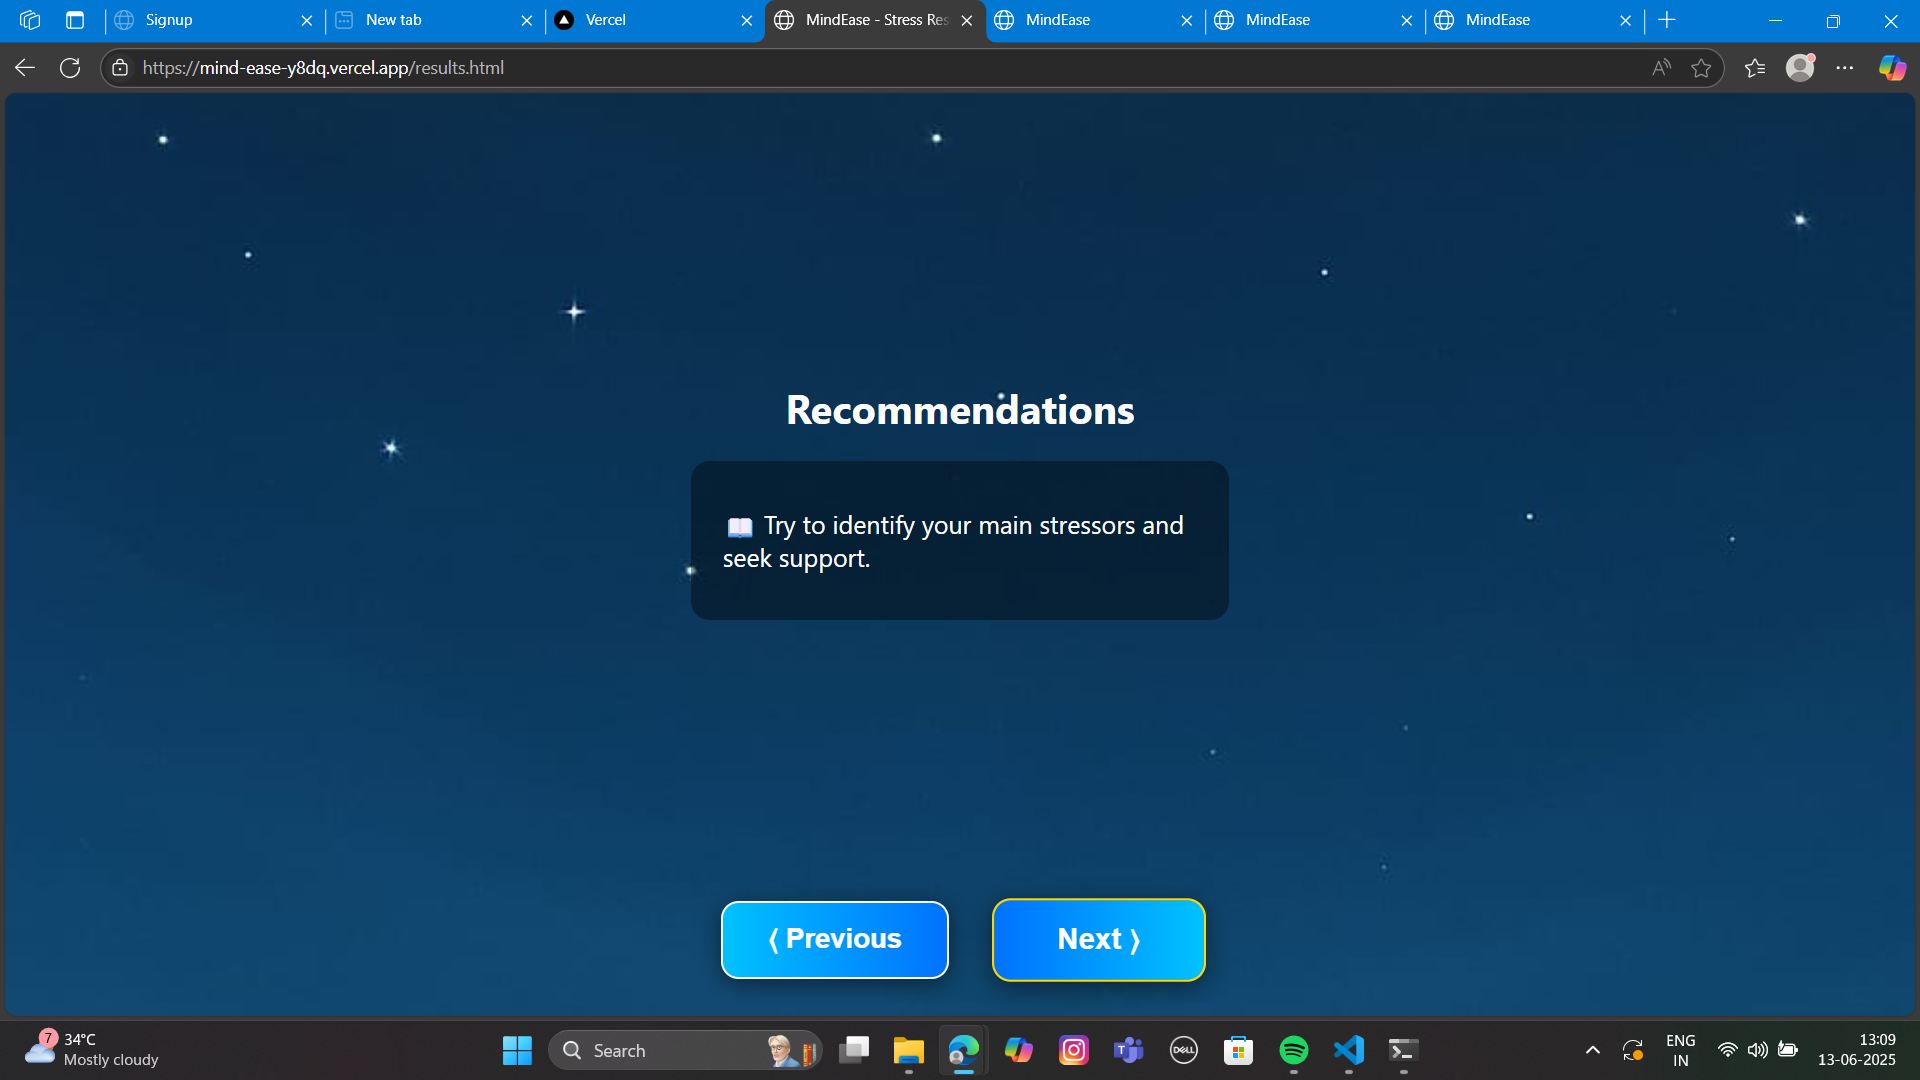 Signup
New tab
Vercel
MindEase - Stress Res
MindEase
MindEase
MindEase
https://mind-ease-y8dq.vercel.app/results.html
Recommendations
📖 Try to identify your main stressors and
seek support.
⟨ Previous
Next ⟩
7
34°C
Mostly cloudy
Search
DELL
ENG
IN
13:09
13-06-2025